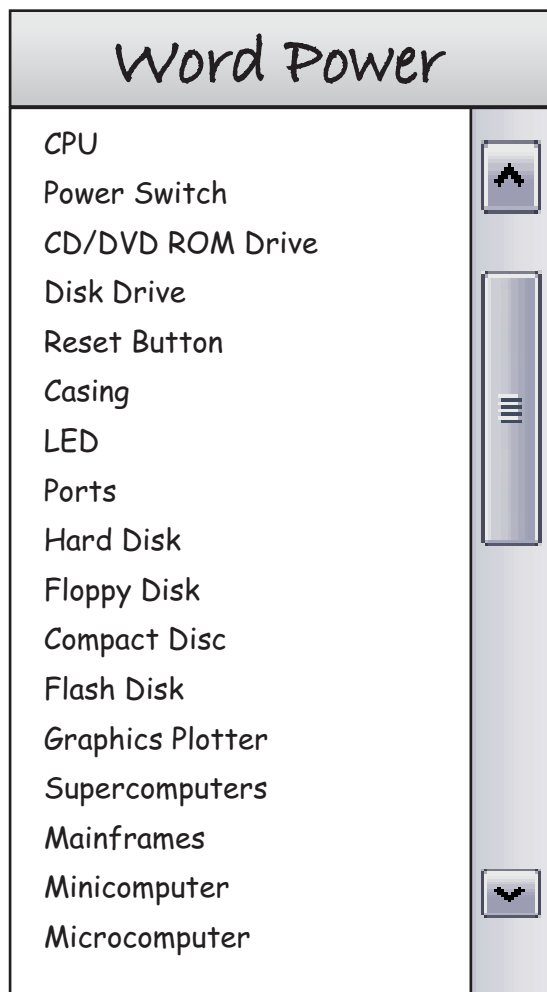 Word Power
CPU
Power Switch
CD/DVD ROM Drive
Disk Drive
Reset Button
Casing
LED
Ports
Hard Disk
Floppy Disk
Compact Disc
Flash Disk
Graphics Plotter
Supercomputers
Mainframes
Minicomputer
Microcomputer